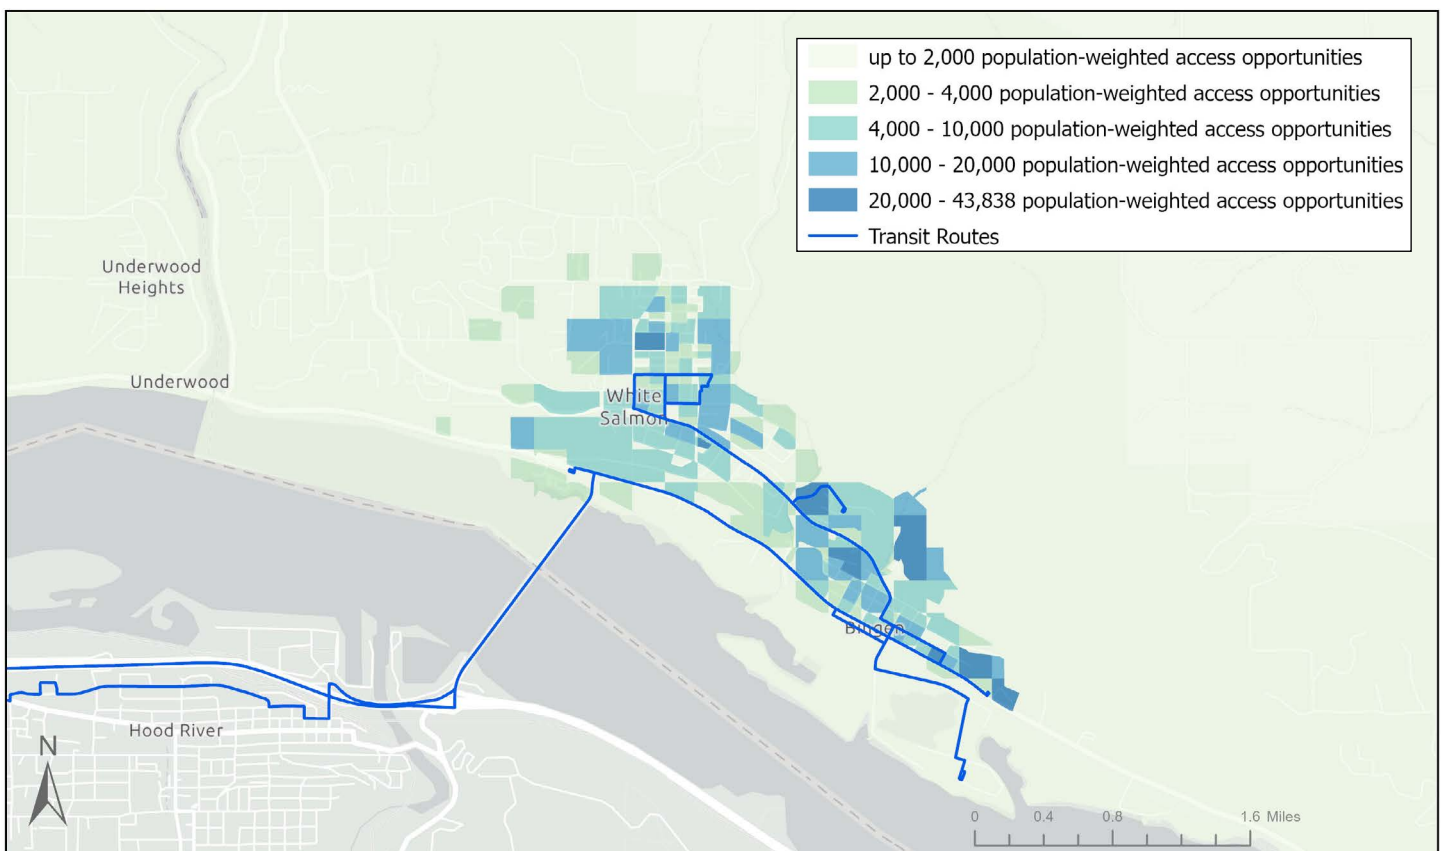 up to 2,000 population-weighted access opportunities
2,000 - 4,000 population-weighted access opportunities
4,000 - 10,000 population-weighted access opportunities
10,000 - 20,000 population-weighted access opportunities
20,000 - 43,838 population-weighted access opportunities
Transit Routes
Underwood
Heights
Underwood
White
Salmon
Bingen
Hood River
N
0 0.4 0.8 1.6 Miles